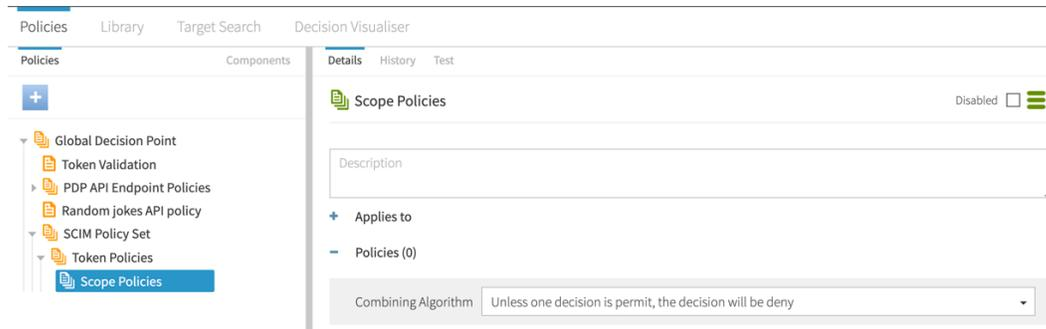 Policies Library Target Search Decision Visualiser
Policies Components
+
Global Decision Point
Token Validation
PDP API Endpoint Policies
Random jokes API policy
SCIM Policy Set
Token Policies
Scope Policies
Details History Test
Scope Policies Disabled
Description
+ Applies to
− Policies (0)
Combining Algorithm Unless one decision is permit, the decision will be deny